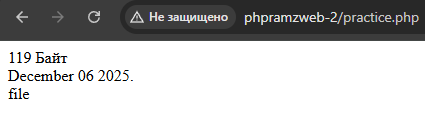 Не защищено phpramzweb-2/practice.php
119 Байт
December 06 2025.
file